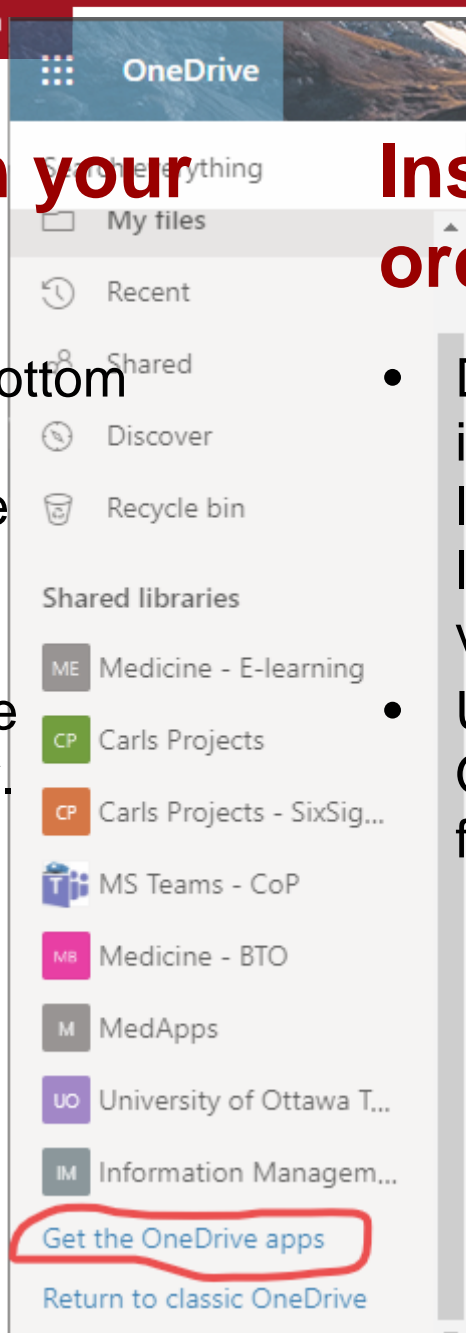 OneDrive
Search everything
your
Ins
My files
Recent
Shared
ottom
Discover
Recycle bin
Shared libraries
ME Medicine - E-learning
CP Carls Projects
CP Carls Projects - SixSig...
MS Teams - CoP
MB Medicine - BTO
M MedApps
UO University of Ottawa T...
IM Information Managem...
Get the OneDrive apps
Return to classic OneDrive